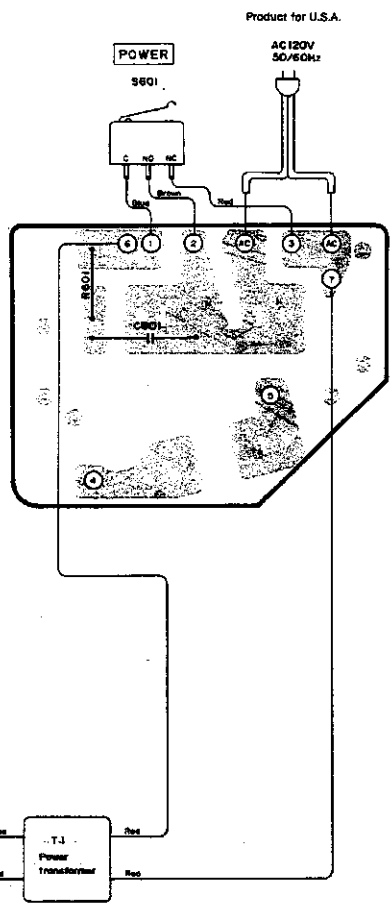 Product for U.S.A.
POWER
AC120V
50/60Hz
S601
C NO NC
Blue
Brown
Red
6 1 2 AC 3 AC
7
R601
C601
5
4
T-1
Power
transformer
Red
Red